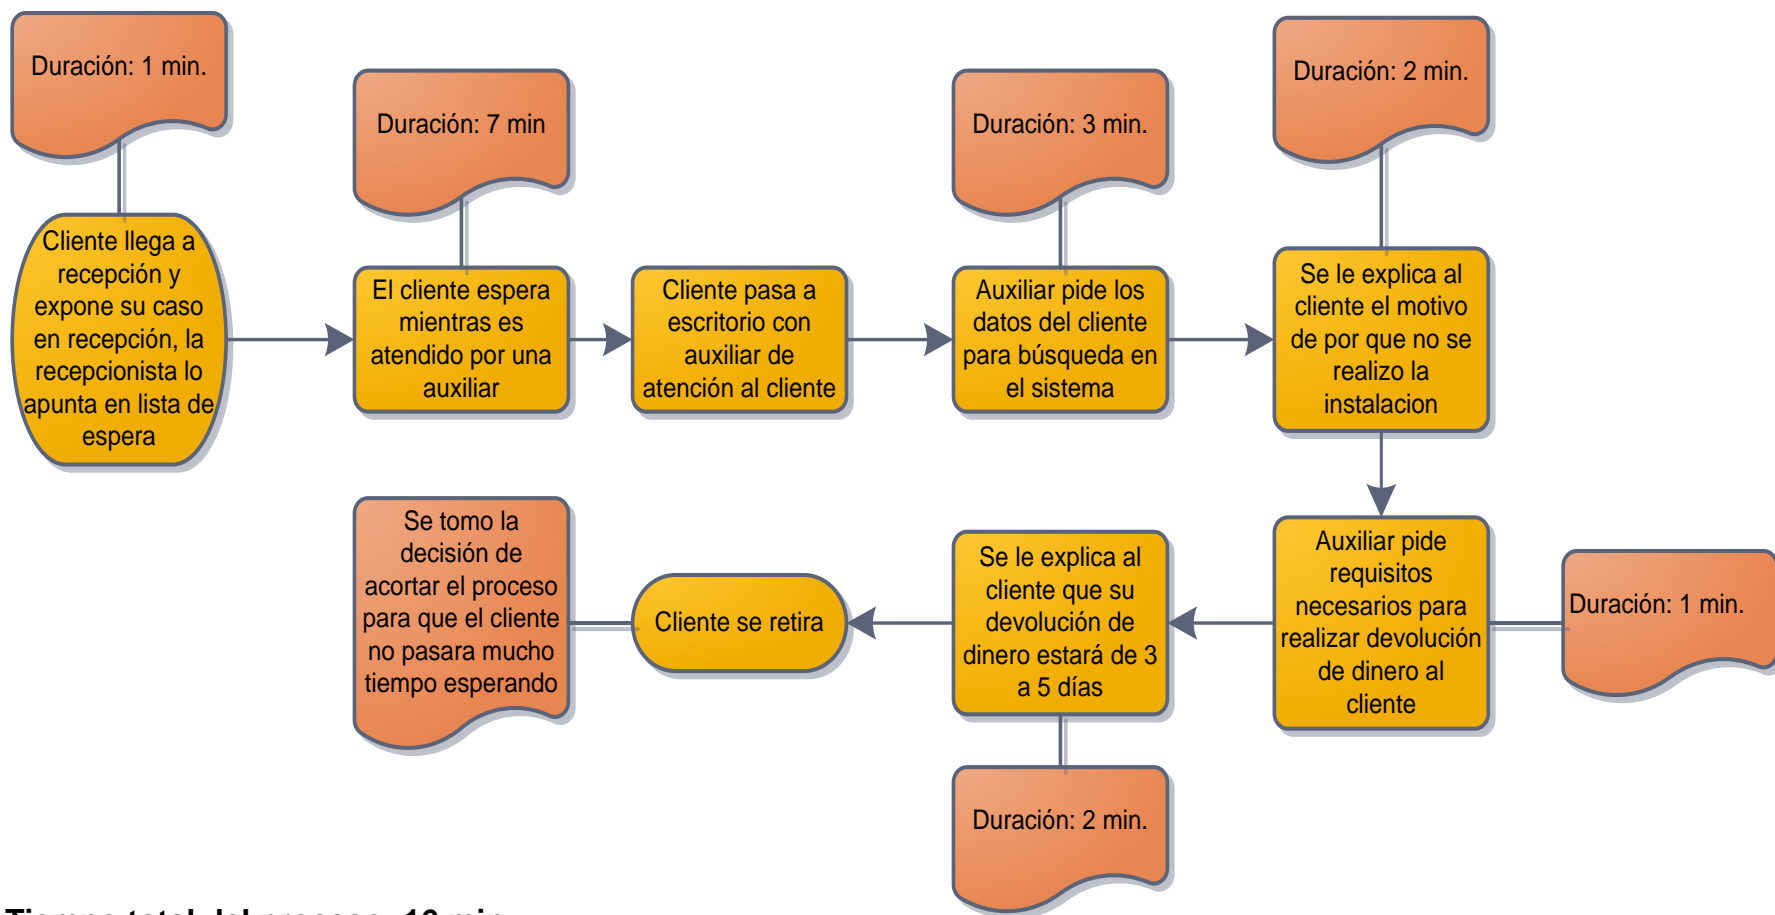 Duración: 1 min.
Duración: 7 min
Duración: 3 min.
Duración: 2 min.
Cliente llega a
recepción y
expone su caso
en recepción, la
recepcionista lo
apunta en lista de
espera
El cliente espera
mientras es
atendido por una
auxiliar
Cliente pasa a
escritorio con
auxiliar de
atención al cliente
Auxiliar pide los
datos del cliente
para búsqueda en
el sistema
Se le explica al
cliente el motivo
de por que no se
realizo la
instalacion
Auxiliar pide
requisitos
necesarios para
realizar devolución
de dinero al
cliente
Duración: 1 min.
Se le explica al
cliente que su
devolución de
dinero estará de 3
a 5 días
Duración: 2 min.
Cliente se retira
Se tomo la
decisión de
acortar el proceso
para que el cliente
no pasara mucho
tiempo esperando
Tiempo total del proceso: 16 min